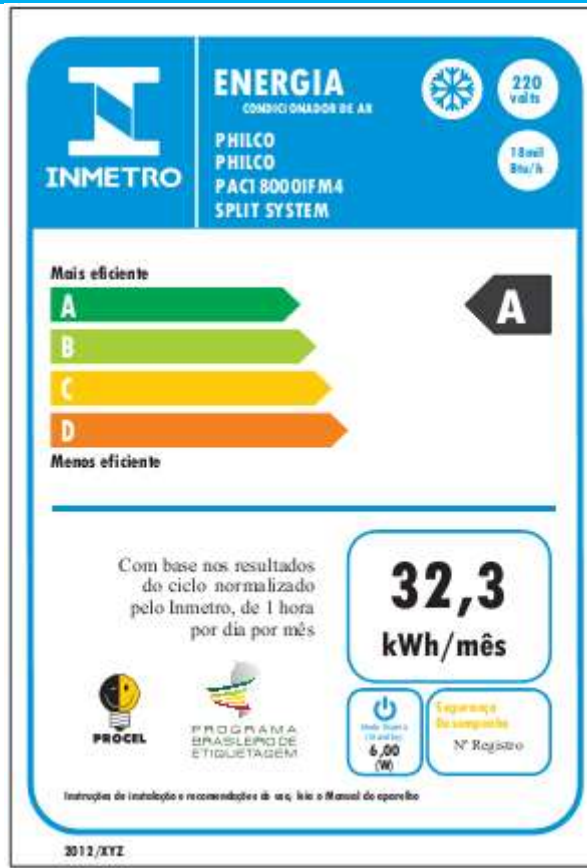 INMETRO
ENERGIA
CONDICIONADOR DE AR
PHILCO
PHILCO
PAC18000IFM4
SPLIT SYSTEM
220
volts
18mil
Btu/h
Mais eficiente
A
A
B
C
D
Menos eficiente
Com base nos resultados
do ciclo normalizado
pelo Inmetro, de 1 hora
por dia por mês
32,3
kWh/mês
PROCEL
PROGRAMA
BRASILEIRO DE
ETIQUETAGEM
6,00
(W)
Segurança
Desempenho
Nº Registro
Instruções de instalação e recomendações de uso, leia o Manual do aparelho
2012/XYZ